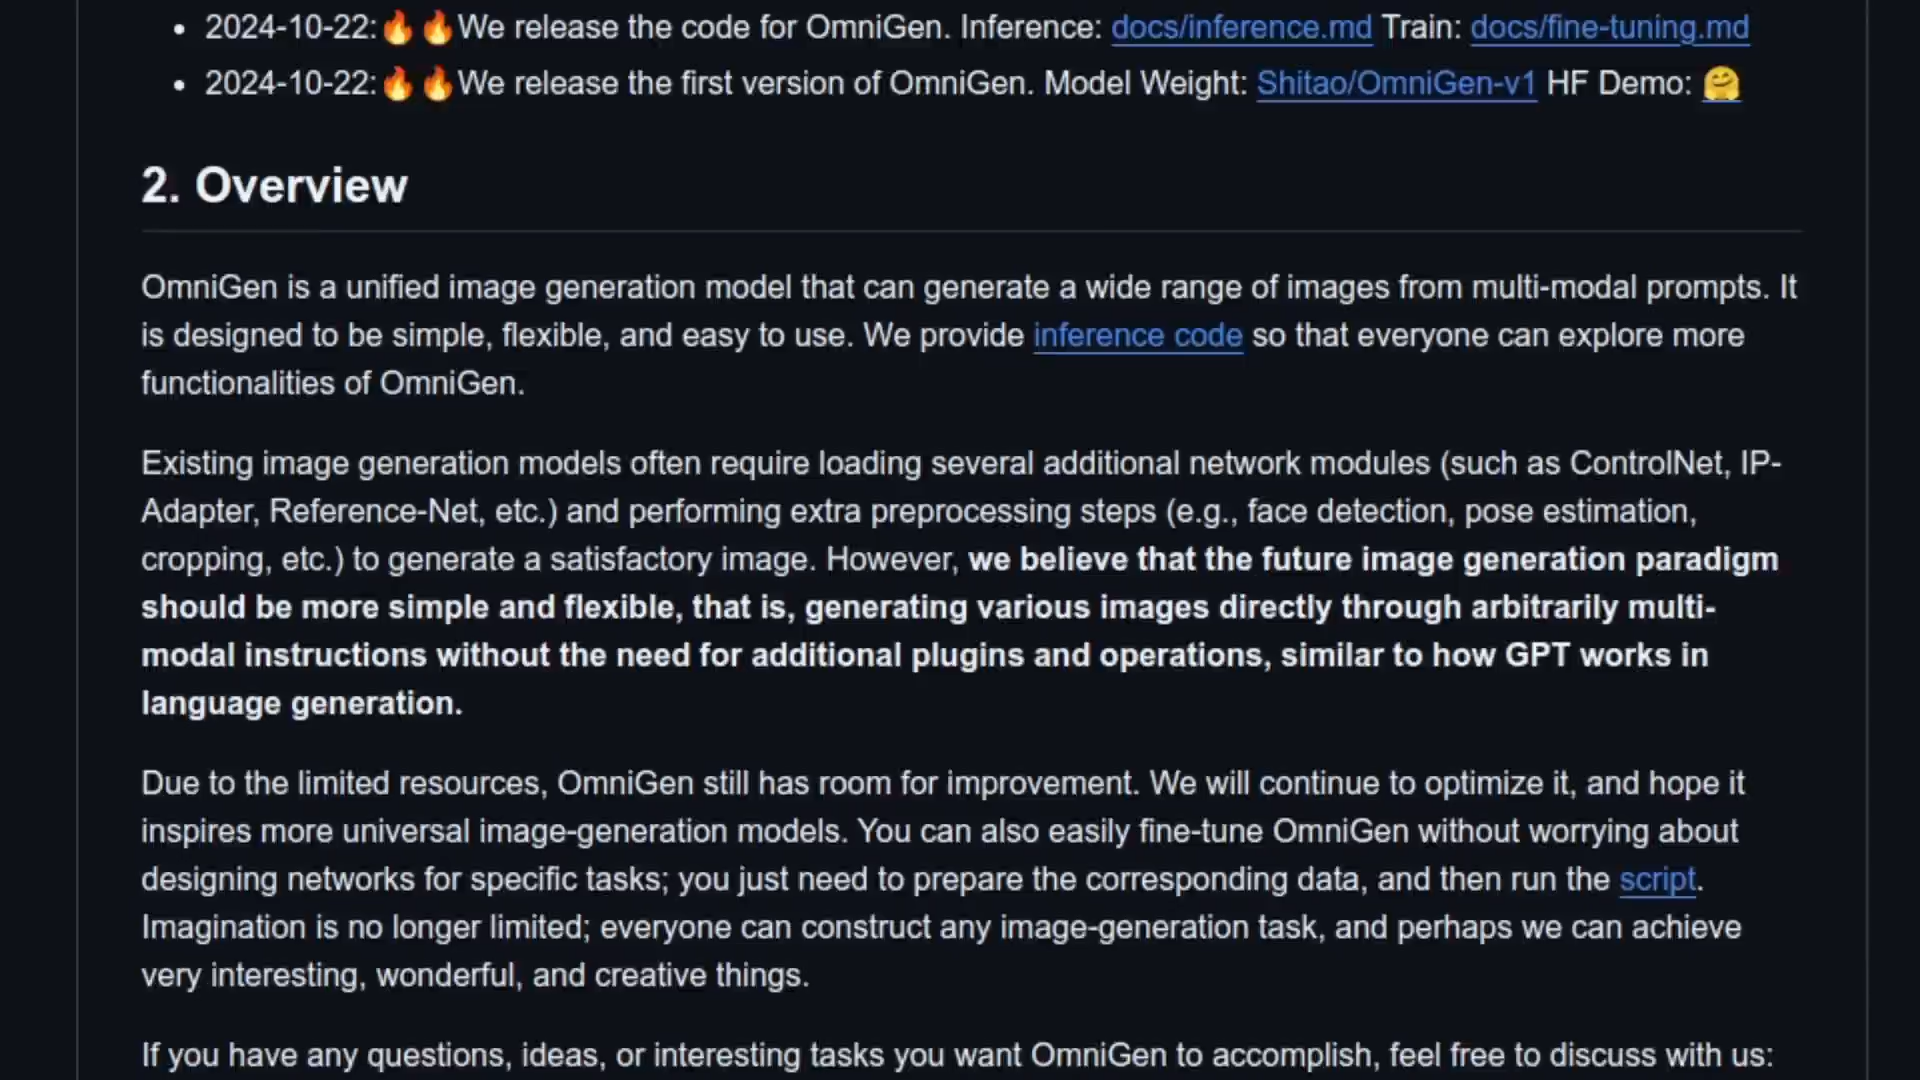 • 2024-10-22:🔥🔥We release the code for OmniGen. Inference: docs/inference.md Train: docs/fine-tuning.md
• 2024-10-22:🔥🔥We release the first version of OmniGen. Model Weight: Shitao/OmniGen-v1 HF Demo: 🤗
2. Overview
OmniGen is a unified image generation model that can generate a wide range of images from multi-modal prompts. It
is designed to be simple, flexible, and easy to use. We provide inference code so that everyone can explore more
functionalities of OmniGen.
Existing image generation models often require loading several additional network modules (such as ControlNet, IP-
Adapter, Reference-Net, etc.) and performing extra preprocessing steps (e.g., face detection, pose estimation,
cropping, etc.) to generate a satisfactory image. However, we believe that the future image generation paradigm
should be more simple and flexible, that is, generating various images directly through arbitrarily multi-
modal instructions without the need for additional plugins and operations, similar to how GPT works in
language generation.
Due to the limited resources, OmniGen still has room for improvement. We will continue to optimize it, and hope it
inspires more universal image-generation models. You can also easily fine-tune OmniGen without worrying about
designing networks for specific tasks; you just need to prepare the corresponding data, and then run the script.
Imagination is no longer limited; everyone can construct any image-generation task, and perhaps we can achieve
very interesting, wonderful, and creative things.
If you have any questions, ideas, or interesting tasks you want OmniGen to accomplish, feel free to discuss with us: